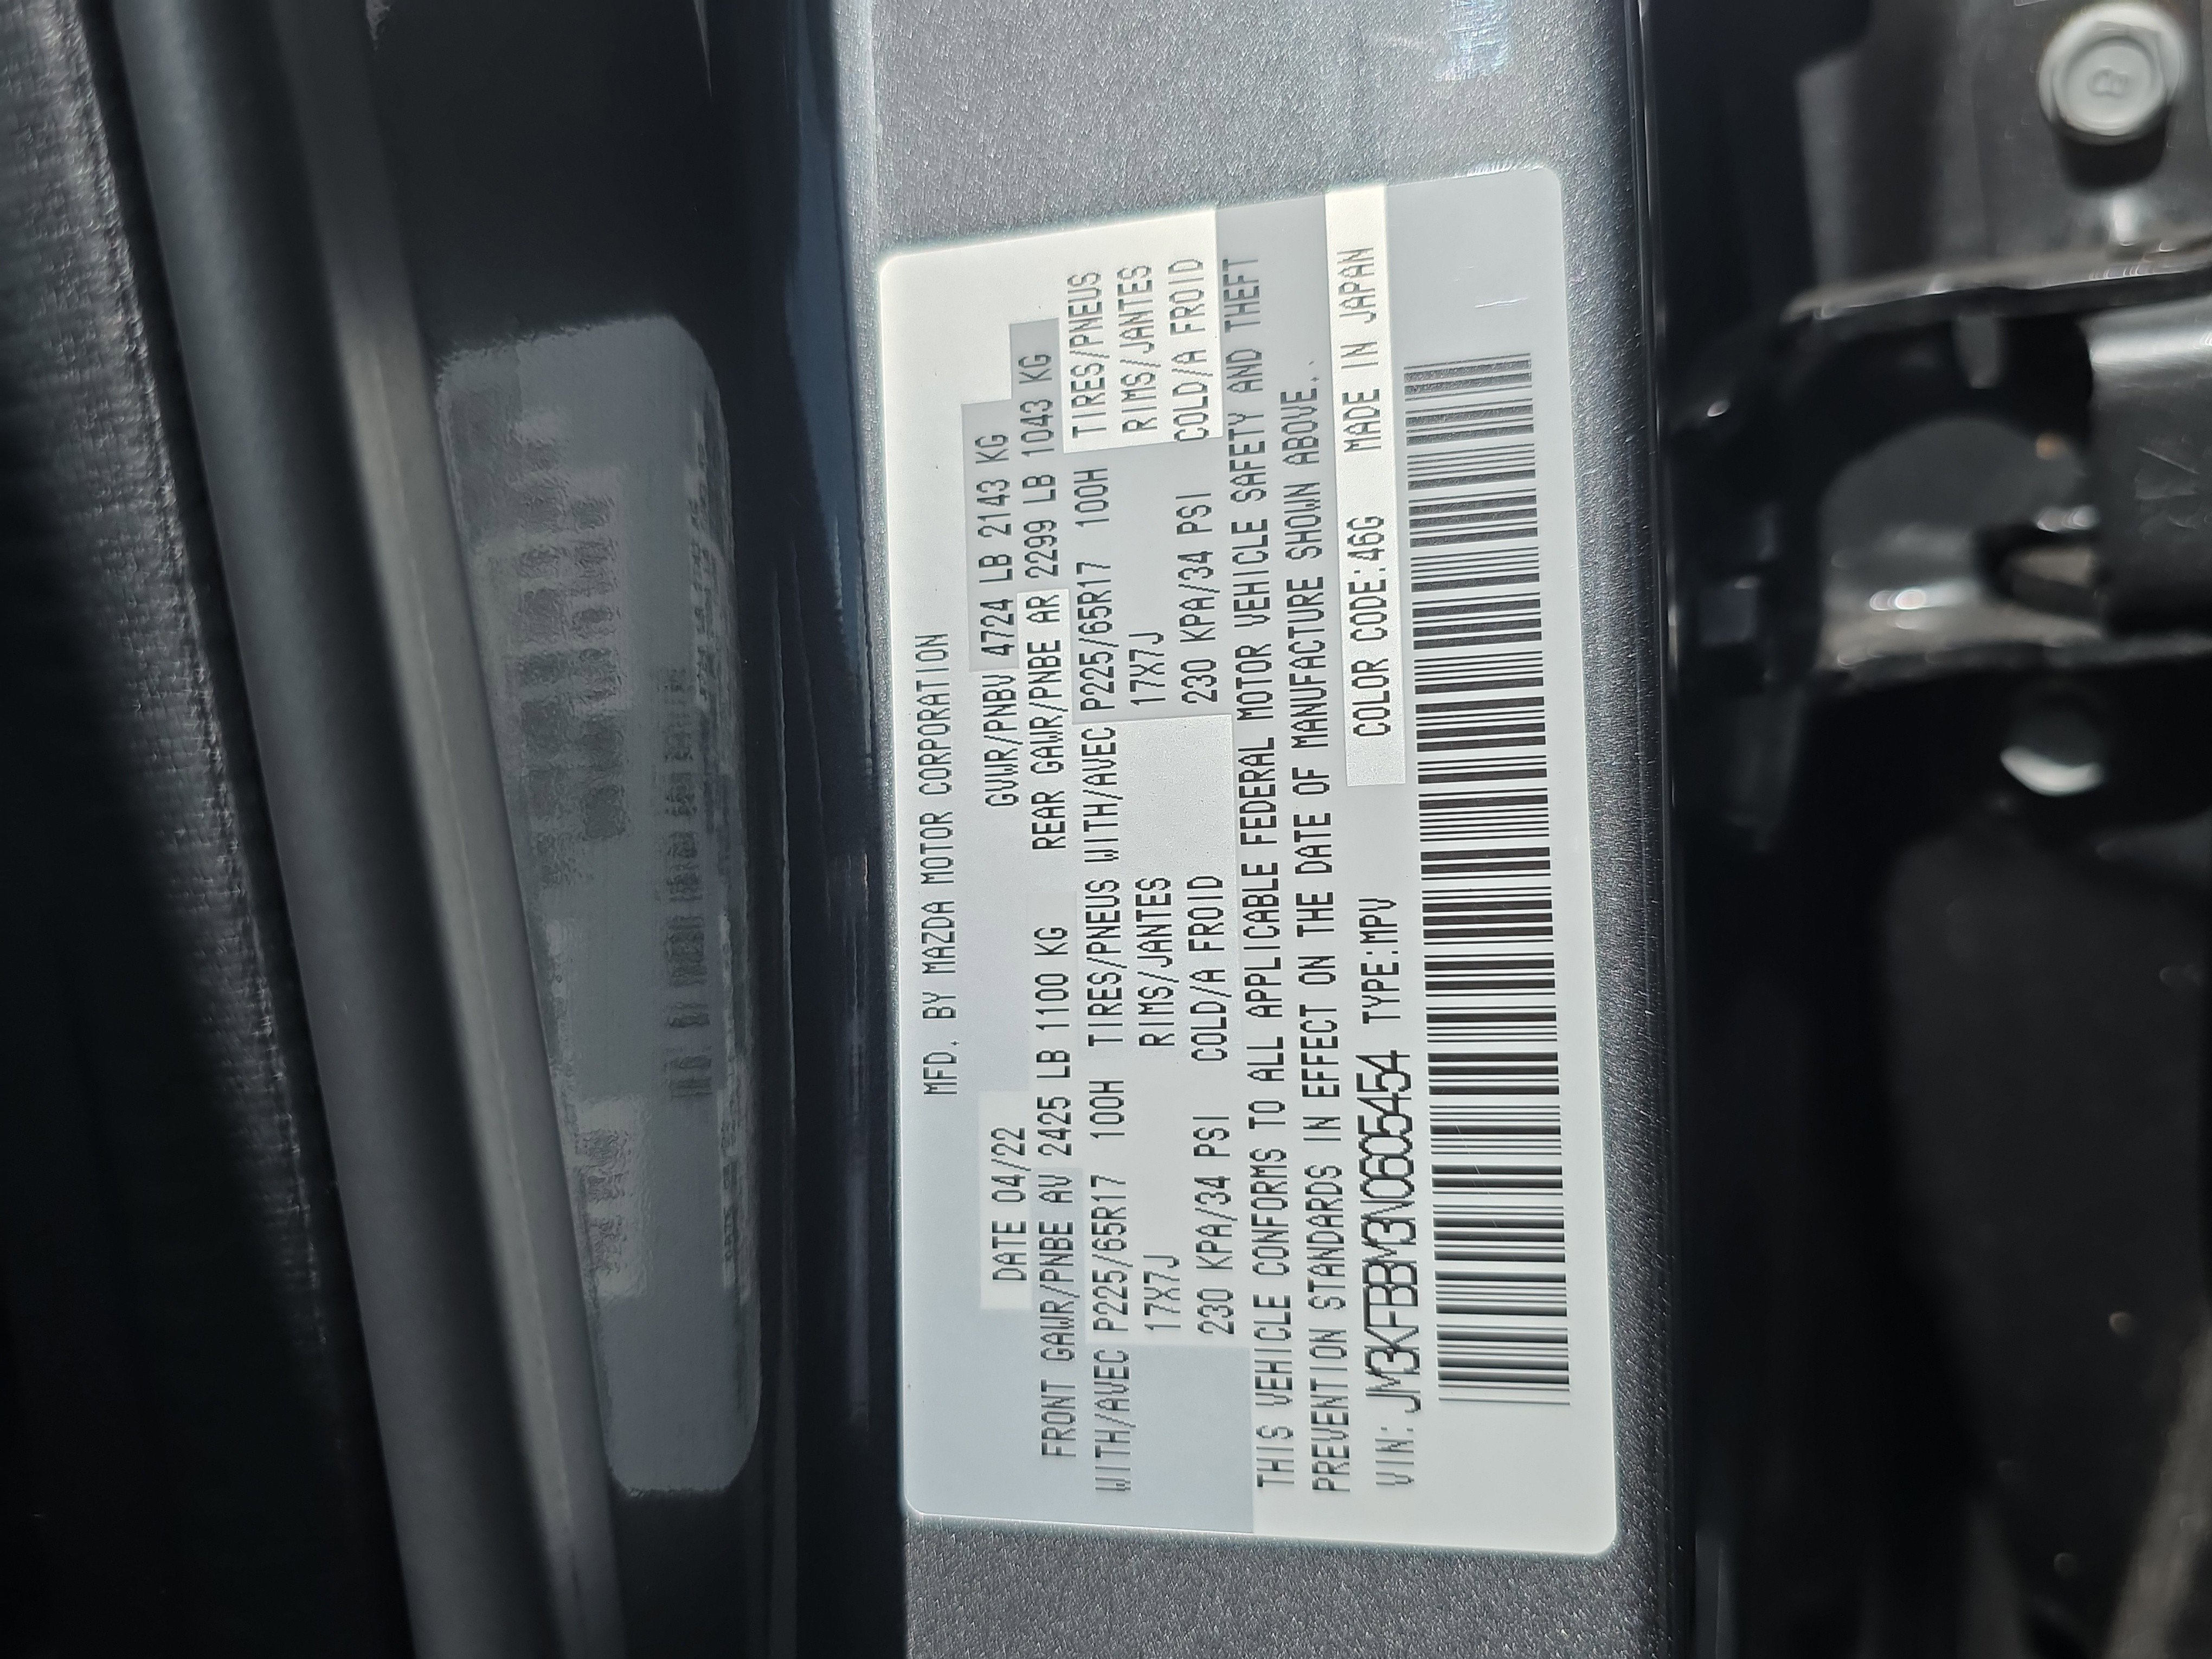 MFD. BY MAZDA MOTOR CORPORATION
DATE 04/22 GVWR/PNBV 4724 LB 2143 KG
FRONT GAWR/PNBE AV 2425 LB 1100 KG REAR GAWR/PNBE AR 2299 LB 1043 KG
WITH/AVEC P225/65R17 100H TIRES/PNEUS WITH/AVEC P225/65R17 100H TIRES/PNEUS
17X7J RIMS/JANTES 17X7J RIMS/JANTES
230 KPA/34 PSI COLD/A FROID 230 KPA/34 PSI COLD/A FROID
THIS VEHICLE CONFORMS TO ALL APPLICABLE FEDERAL MOTOR VEHICLE SAFETY AND THEFT
PREVENTION STANDARDS IN EFFECT ON THE DATE OF MANUFACTURE SHOWN ABOVE.
VIN: JM3KFBBM3N0605454 TYPE:MPV COLOR CODE:46G MADE IN JAPAN